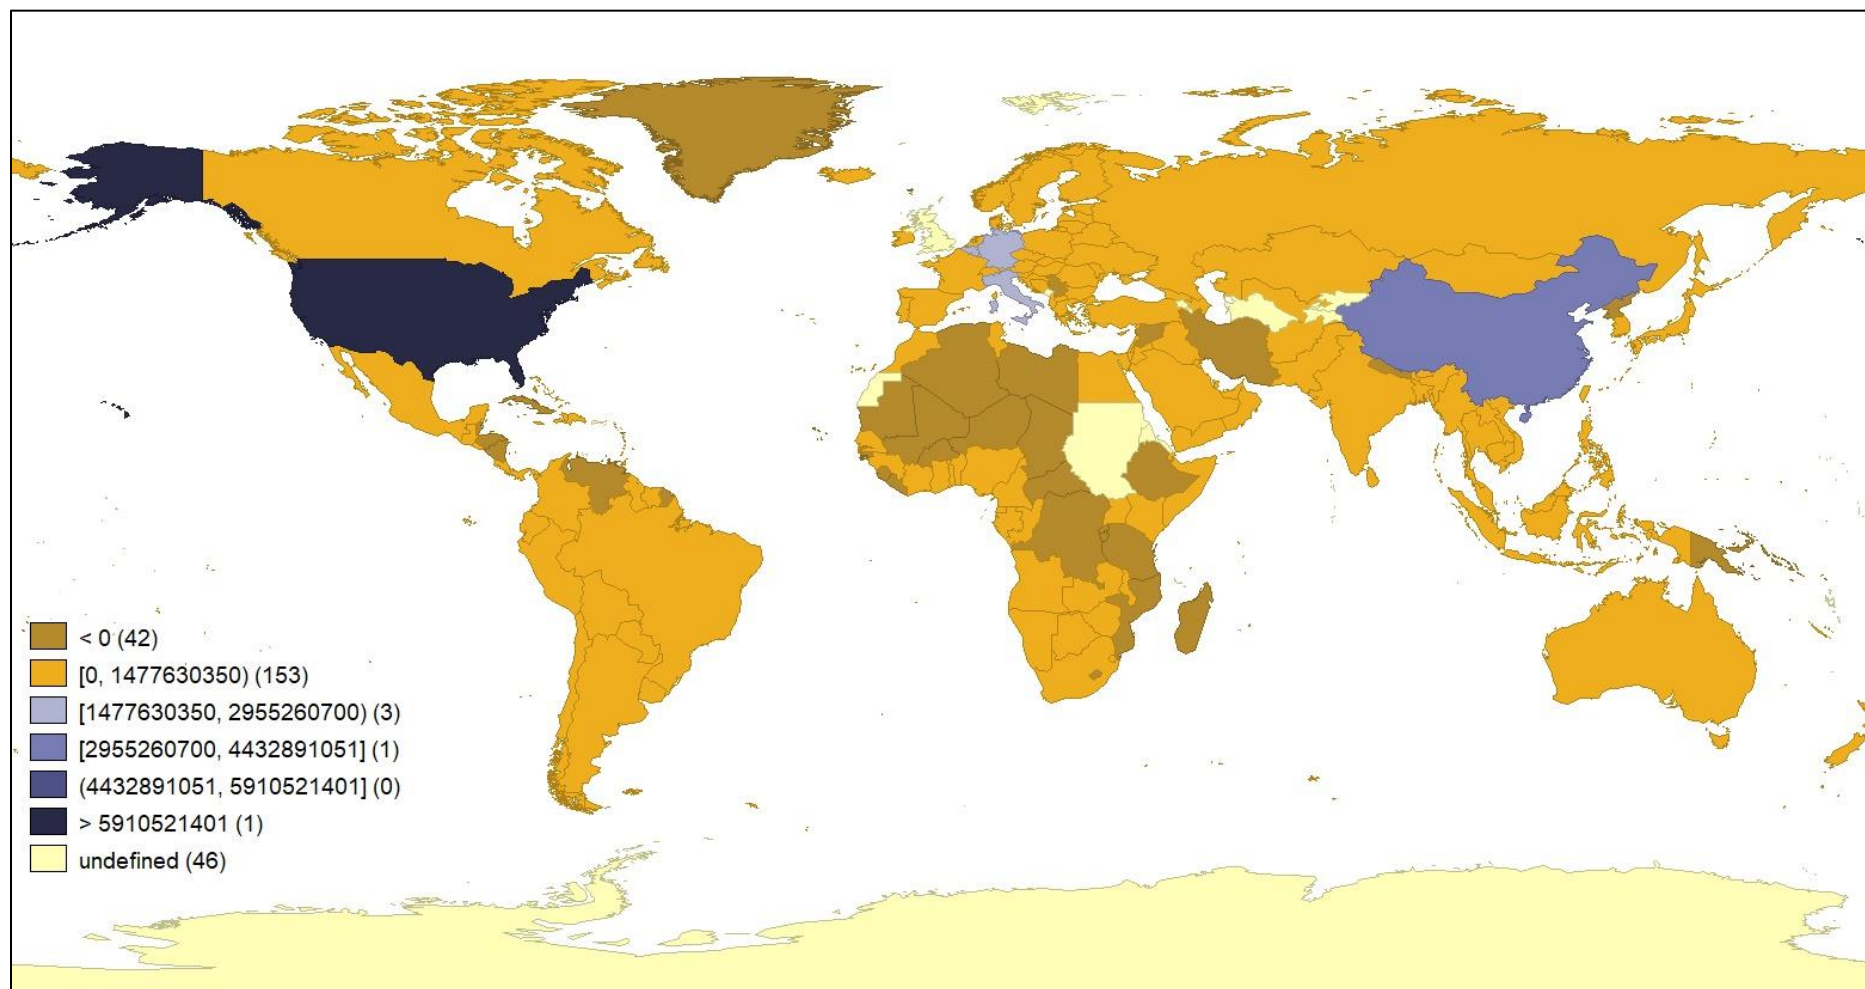 < 0 (42)
[0, 1477630350) (153)
[1477630350, 2955260700) (3)
[2955260700, 4432891051] (1)
(4432891051, 5910521401] (0)
> 5910521401 (1)
undefined (46)